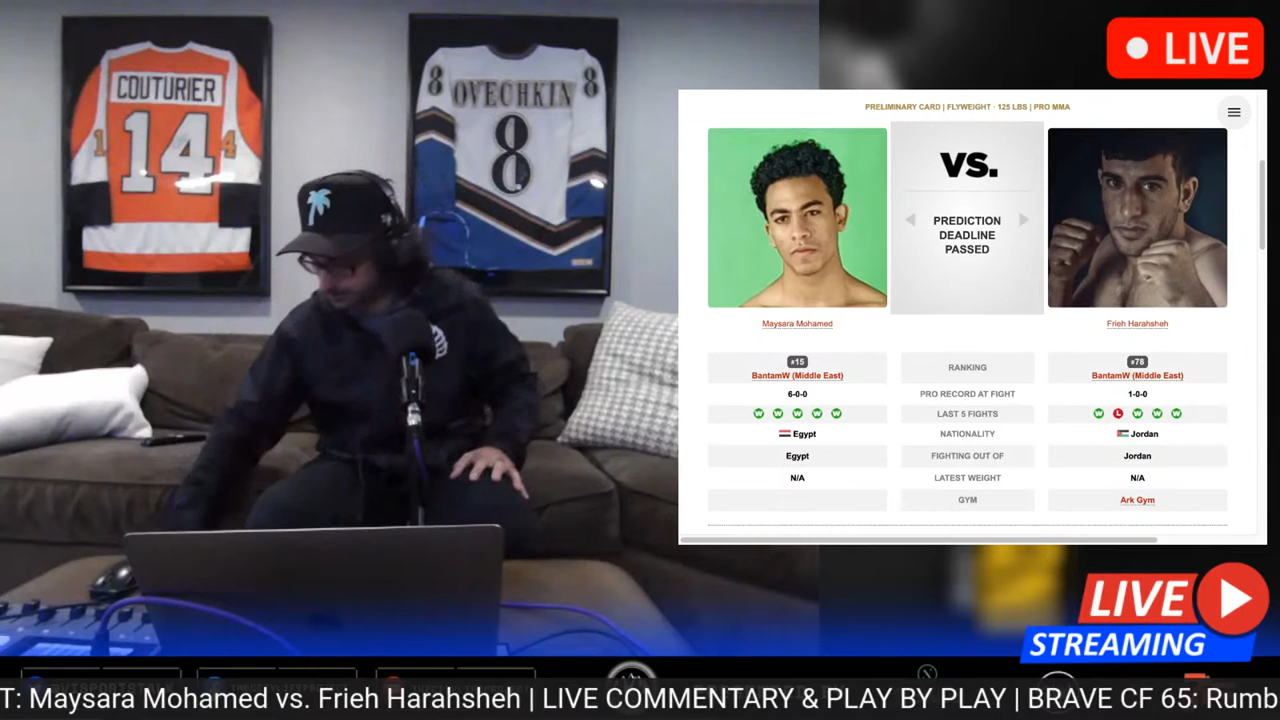 COUTURIER
14
1
4
8
OVECHKIN
8
8
LIVE
PRELIMINARY CARD | FLYWEIGHT · 125 LBS | PRO MMA
VS.
PREDICTION
DEADLINE
PASSED
Maysara Mohamed
Frieh Harahsheh
#15
BantamW (Middle East)
RANKING
#78
BantamW (Middle East)
6-0-0
PRO RECORD AT FIGHT
1-0-0
W W W W W
LAST 5 FIGHTS
W L W W W
Egypt
NATIONALITY
Jordan
Egypt
FIGHTING OUT OF
Jordan
N/A
LATEST WEIGHT
N/A
GYM
Ark Gym
LIVE
STREAMING
T: Maysara Mohamed vs. Frieh Harahsheh | LIVE COMMENTARY & PLAY BY PLAY | BRAVE CF 65: Rumb